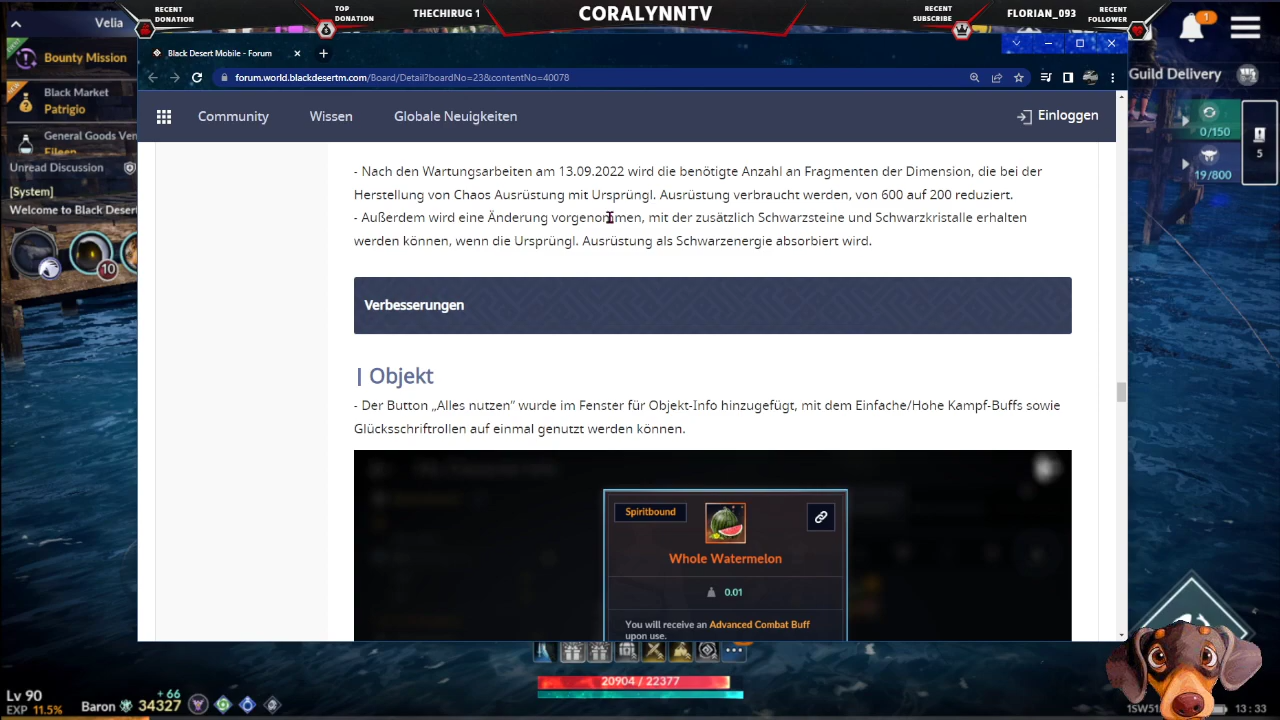 RECENT DONATION
TOP DONATION
THECHIRUG 1
CORALYNNTV
RECENT SUBSCRIBE
FLORIAN_093
RECENT FOLLOWER
Velia
Bounty Mission
Black Market
Patrigio
General Goods Ven
Eileen
Unread Discussion
[System]
Welcome to Black Desert
10
Black Desert Mobile - Forum
forum.world.blackdesertm.com/Board/Detail?boardNo=23&contentNo=40078
1
Guild Delivery
0/150
19/800
5
Community
Wissen
Globale Neuigkeiten
Einloggen
- Nach den Wartungsarbeiten am 13.09.2022 wird die benötigte Anzahl an Fragmenten der Dimension, die bei der
Herstellung von Chaos Ausrüstung mit Ursprüngl. Ausrüstung verbraucht werden, von 600 auf 200 reduziert.
- Außerdem wird eine Änderung vorgenommen, mit der zusätzlich Schwarzsteine und Schwarzkristalle erhalten
werden können, wenn die Ursprüngl. Ausrüstung als Schwarzenergie absorbiert wird.
Verbesserungen
| Objekt
- Der Button „Alles nutzen” wurde im Fenster für Objekt-Info hinzugefügt, mit dem Einfache/Hohe Kampf-Buffs sowie
Glücksschriftrollen auf einmal genutzt werden können.
Spiritbound
Whole Watermelon
0.01
You will receive an Advanced Combat Buff
upon use.
20904 / 22377
Lv 90
EXP 11.5%
Baron
+ 66
34327
13 : 33